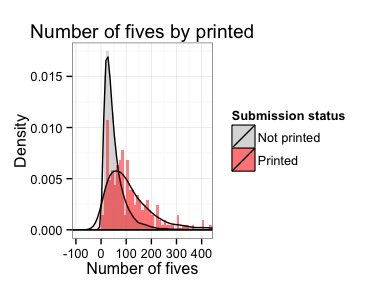 Number of fives by printed
0.015
0.010
0.005
0.000
Density
-100 0 100 200 300 400
Number of fives
Submission status
Not printed
Printed